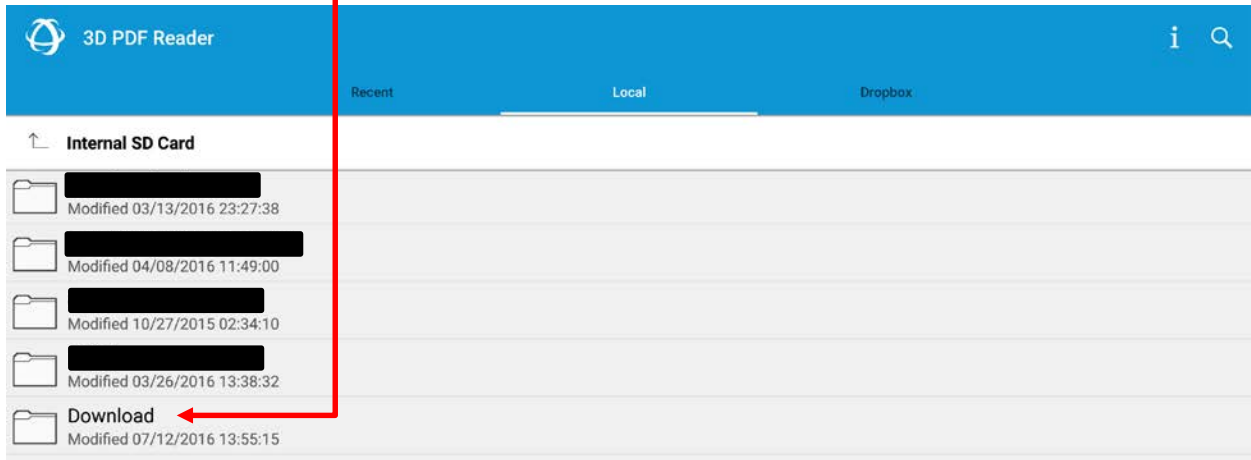 3D PDF Reader
i
Recent Local Dropbox
Internal SD Card
Modified 03/13/2016 23:27:38
Modified 04/08/2016 11:49:00
Modified 10/27/2015 02:34:10
Modified 03/26/2016 13:38:32
Download
Modified 07/12/2016 13:55:15